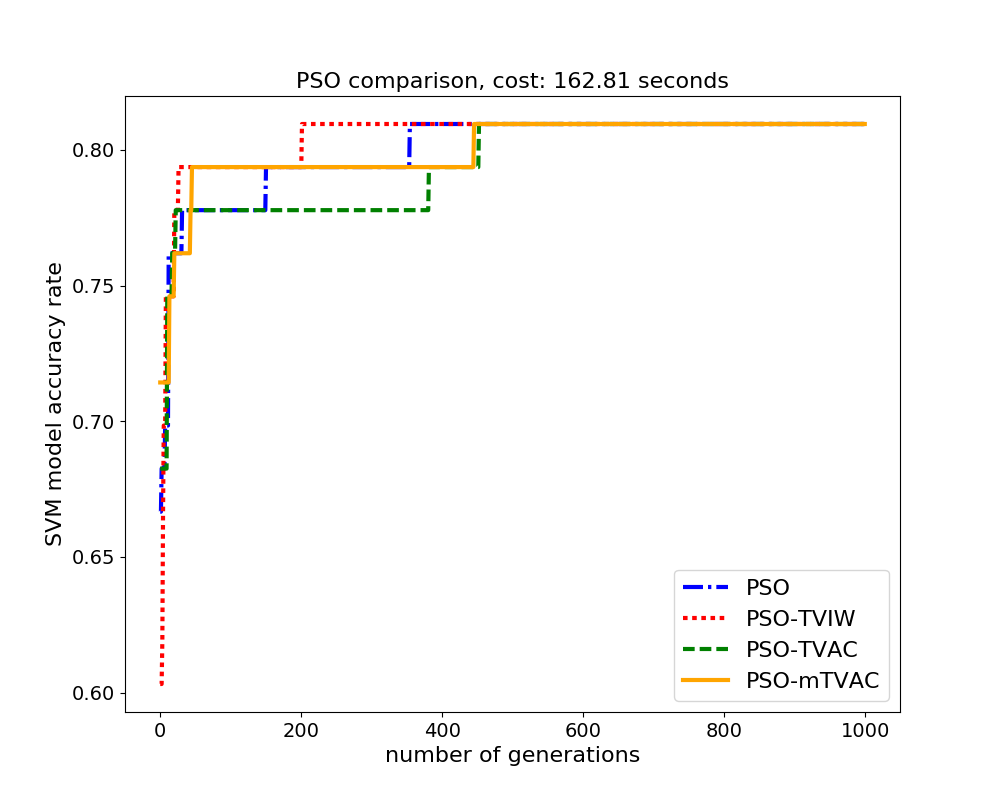 PSO comparison, cost: 162.81 seconds
SVM model accuracy rate
0.80
0.75
0.70
0.65
0.60
PSO
PSO-TVIW
PSO-TVAC
PSO-mTVAC
0 200 400 600 800 1000
number of generations